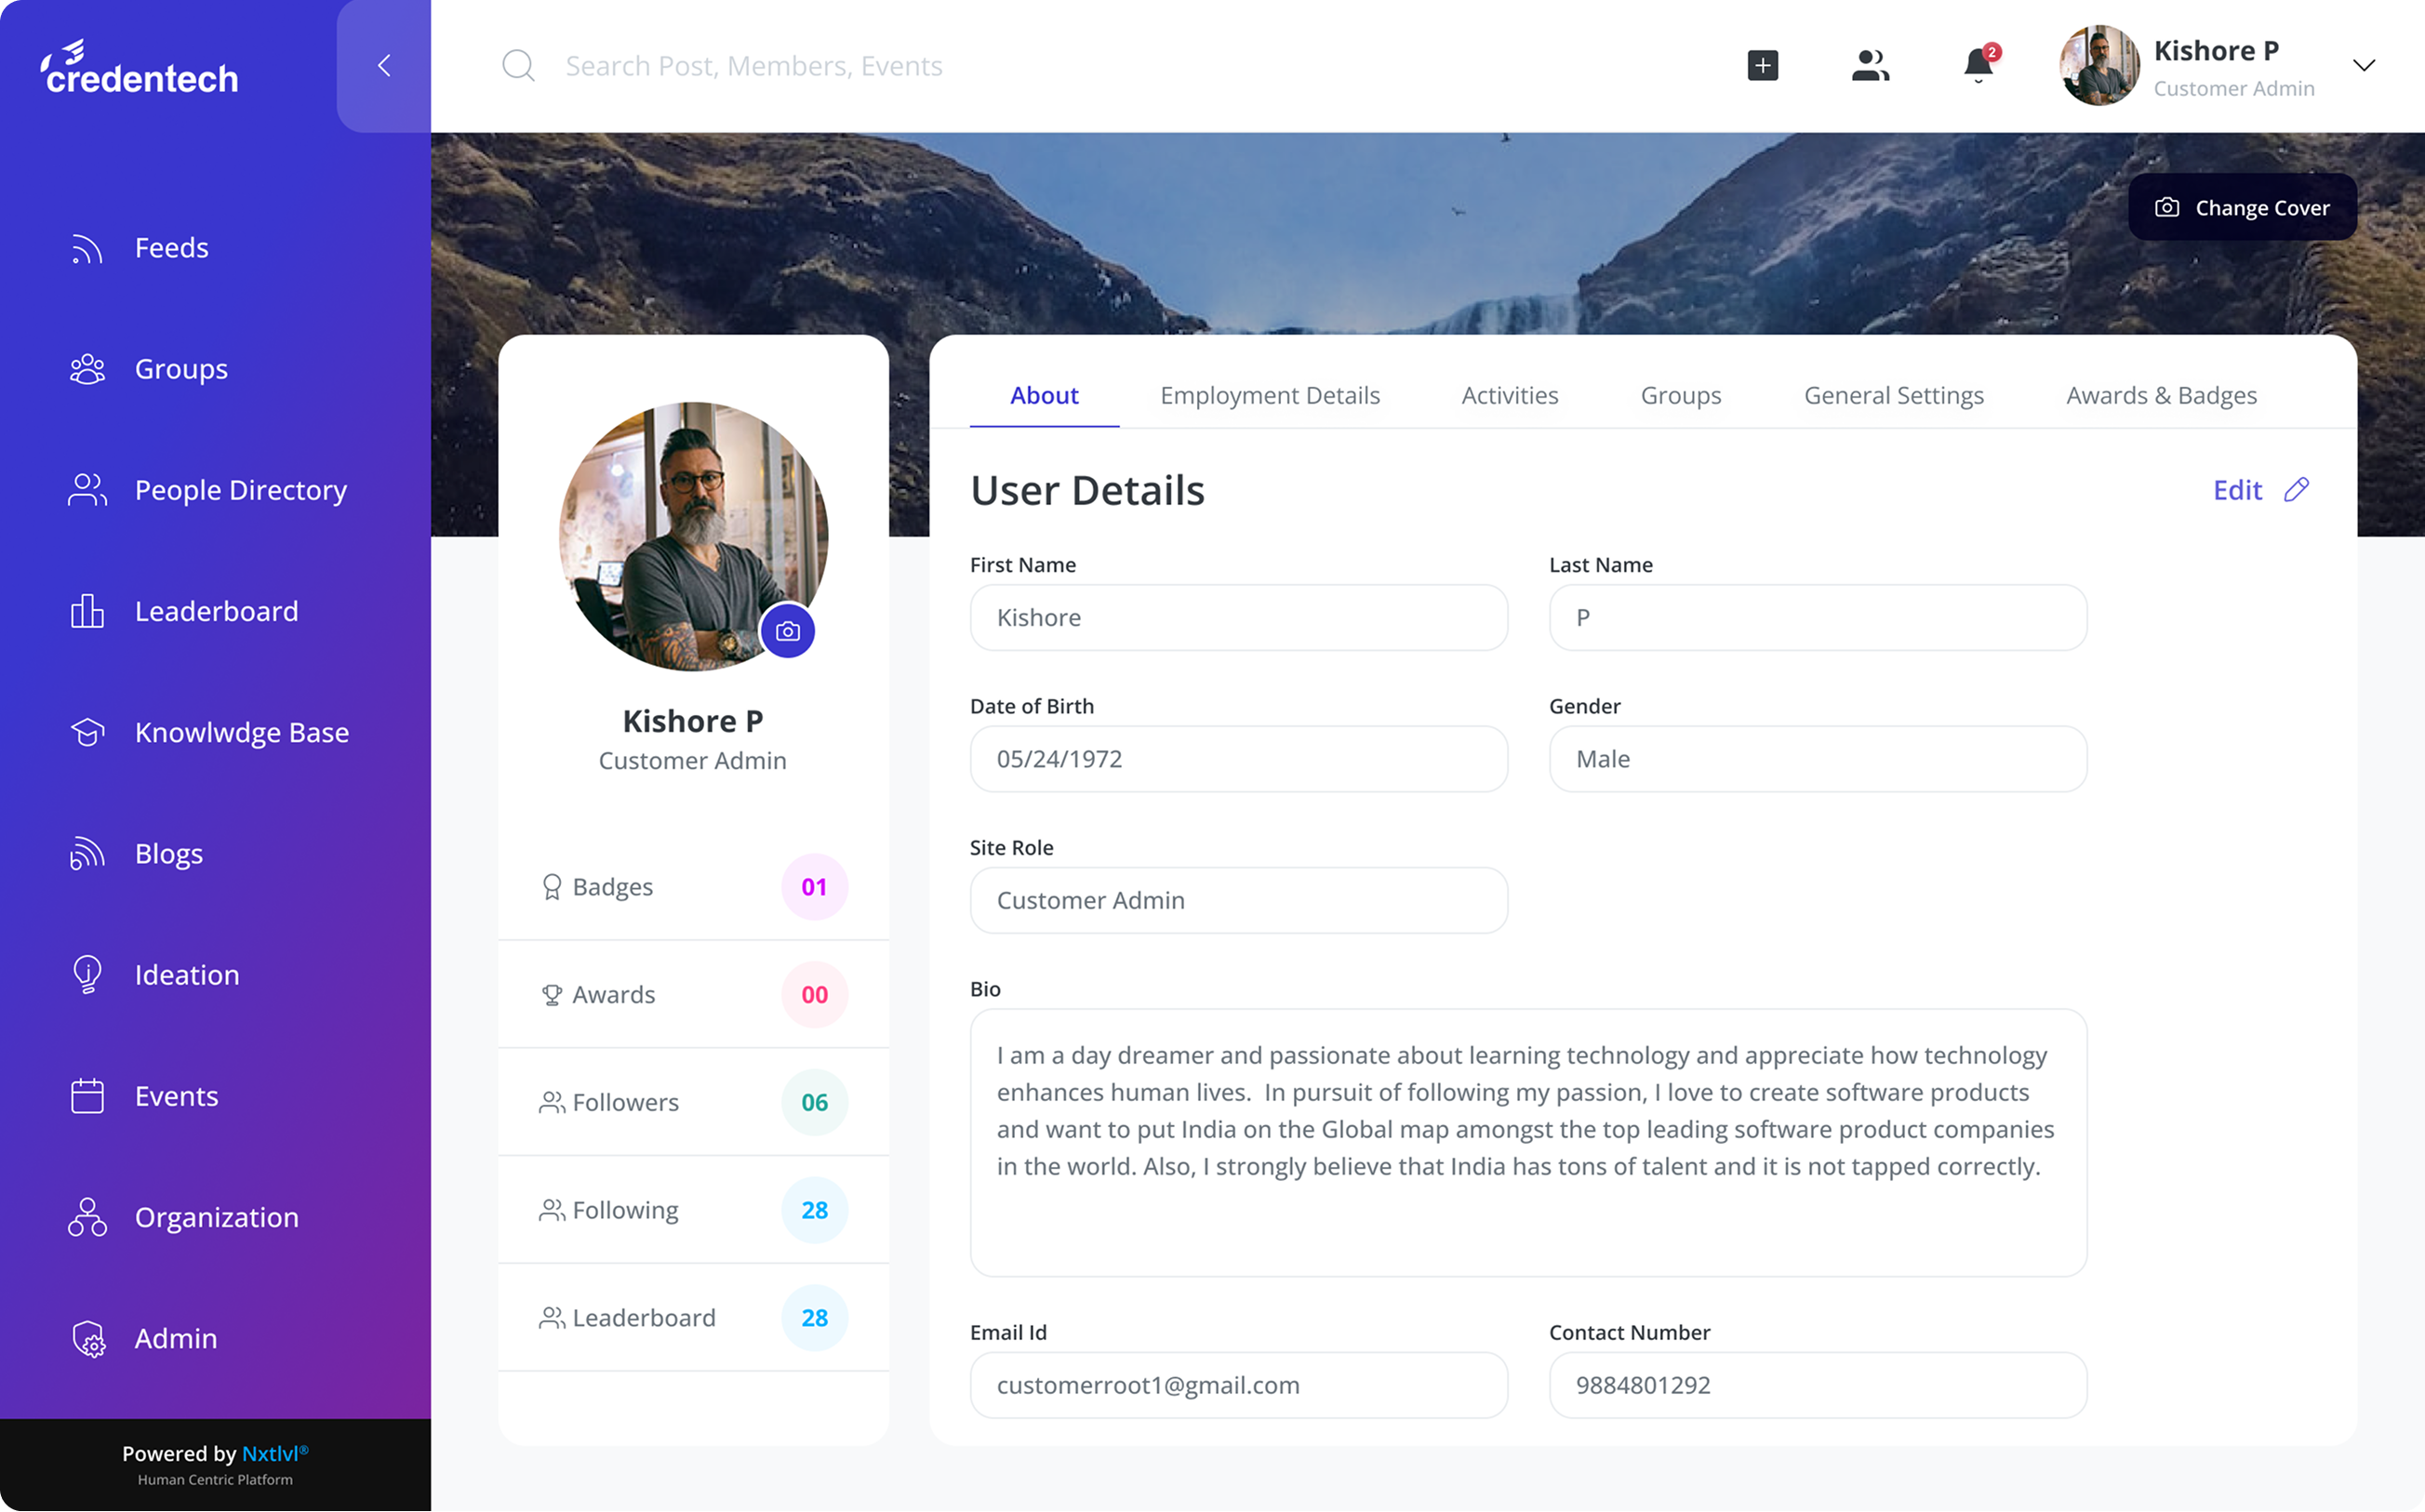 credentech
Search Post, Members, Events
2
Kishore P
Customer Admin
Change Cover
Feeds
Groups
People Directory
Leaderboard
Knowlwdge Base
Blogs
Ideation
Events
Organization
Admin
Powered by Nxtlvl®
Human Centric Platform
Kishore P
Customer Admin
Badges 01
Awards 00
Followers 06
Following 28
Leaderboard 28
About Employment Details Activities Groups General Settings Awards & Badges
User Details
Edit
First Name
Kishore
Last Name
P
Date of Birth
05/24/1972
Gender
Male
Site Role
Customer Admin
Bio
I am a day dreamer and passionate about learning technology and appreciate how technology
enhances human lives.  In pursuit of following my passion, I love to create software products
and want to put India on the Global map amongst the top leading software product companies
in the world. Also, I strongly believe that India has tons of talent and it is not tapped correctly.
Email Id
customerroot1@gmail.com
Contact Number
9884801292